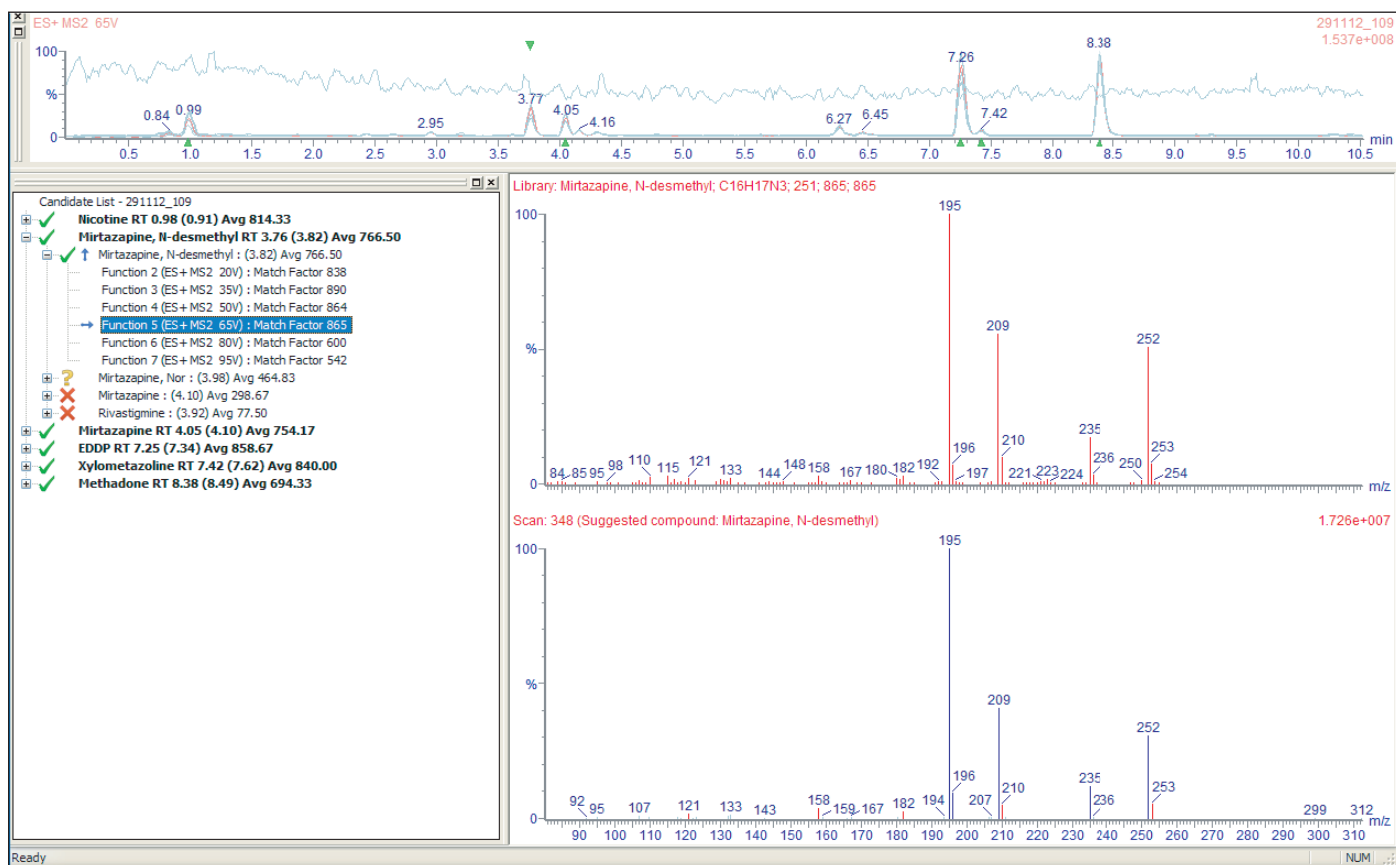 ES+ MS2 65V
291112_109
1.537e+008
100
%
0
0.84
0.99
2.95
3.77
4.05
4.16
6.27
6.45
7.26
7.42
8.38
0.5 1.0 1.5 2.0 2.5 3.0 3.5 4.0 4.5 5.0 5.5 6.0 6.5 7.0 7.5 8.0 8.5 9.0 9.5 10.0 10.5 min
Candidate List - 291112_109
Nicotine RT 0.98 (0.91) Avg 814.33
Mirtazapine, N-desmethyl RT 3.76 (3.82) Avg 766.50
Mirtazapine, N-desmethyl : (3.82) Avg 766.50
Function 2 (ES+ MS2 20V) : Match Factor 838
Function 3 (ES+ MS2 35V) : Match Factor 890
Function 4 (ES+ MS2 50V) : Match Factor 864
Function 5 (ES+ MS2 65V) : Match Factor 865
Function 6 (ES+ MS2 80V) : Match Factor 600
Function 7 (ES+ MS2 95V) : Match Factor 542
Mirtazapine, Nor : (3.98) Avg 464.83
Mirtazapine : (4.10) Avg 298.67
Rivastigmine : (3.92) Avg 77.50
Mirtazapine RT 4.05 (4.10) Avg 754.17
EDDP RT 7.25 (7.34) Avg 858.67
Xylometazoline RT 7.42 (7.62) Avg 840.00
Methadone RT 8.38 (8.49) Avg 694.33
Library: Mirtazapine, N-desmethyl; C16H17N3; 251; 865; 865
100
%
0
84
85
95
98
110
115
121
133
144
148
158
167
180
182
192
195
196
197
209
210
221
223
224
235
236
250
252
253
254
m/z
Scan: 348 (Suggested compound: Mirtazapine, N-desmethyl)
1.726e+007
100
%
0
92
95
107
121
133
143
158
159
167
182
194
195
196
207
209
210
235
236
252
253
299
312
m/z
90 100 110 120 130 140 150 160 170 180 190 200 210 220 230 240 250 260 270 280 290 300 310
Ready
NUM